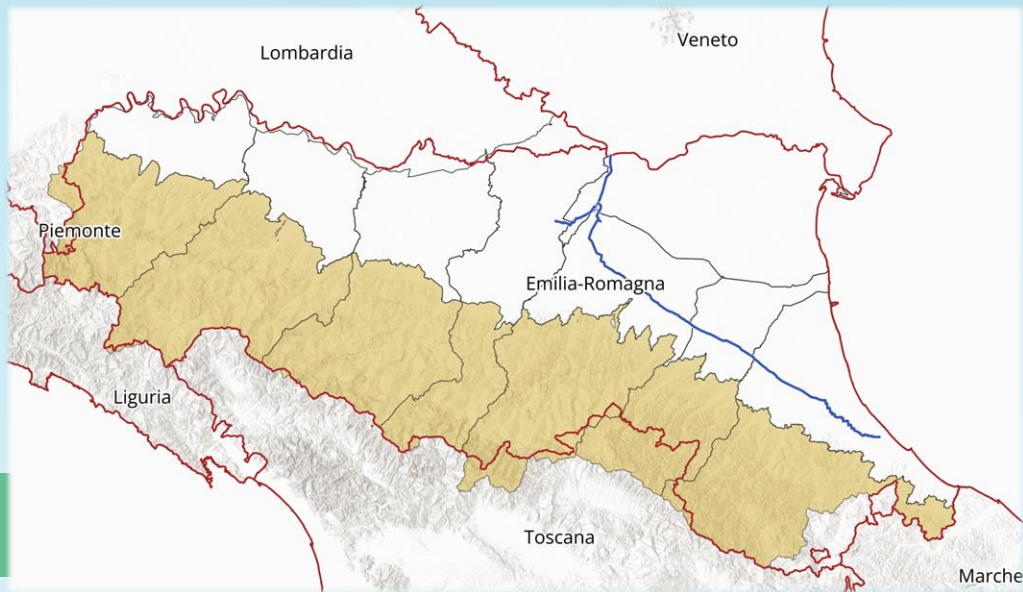 Lombardia
Veneto
Piemonte
Emilia-Romagna
Liguria
Toscana
Marche